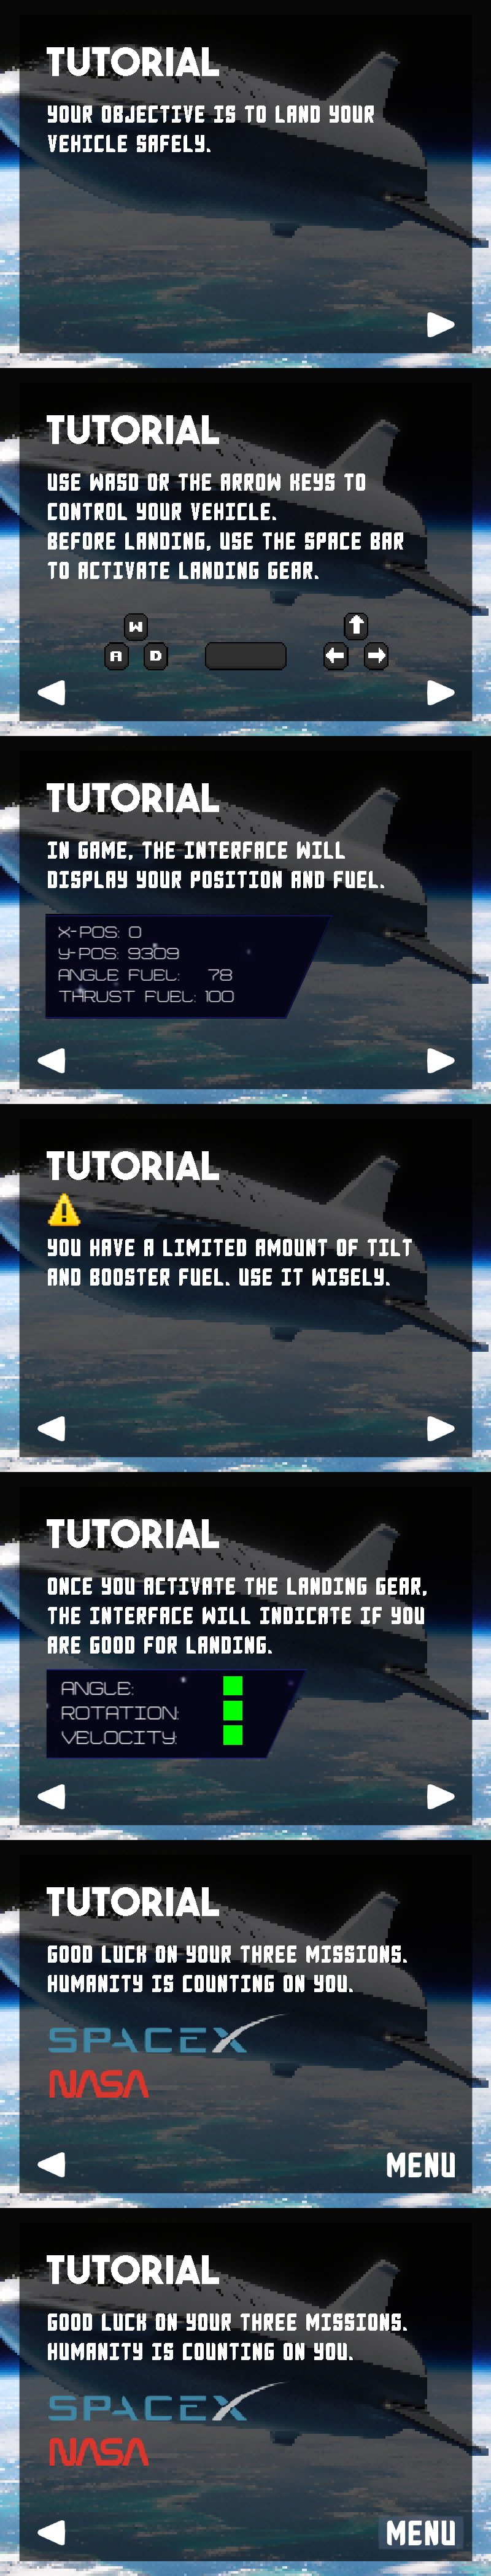 TUTORIAL
YOUR OBJECTIVE IS TO LAND YOUR
VEHICLE SAFELY.
TUTORIAL
USE WASD OR THE ARROW KEYS TO
CONTROL YOUR VEHICLE.
BEFORE LANDING, USE THE SPACE BAR
TO ACTIVATE LANDING GEAR.
W
A D
TUTORIAL
IN GAME, THE INTERFACE WILL
DISPLAY YOUR POSITION AND FUEL.
X-POS: 0
Y-POS: 9309
ANGLE FUEL: 78
THRUST FUEL: 100
TUTORIAL
YOU HAVE A LIMITED AMOUNT OF TILT
AND BOOSTER FUEL. USE IT WISELY.
TUTORIAL
ONCE YOU ACTIVATE THE LANDING GEAR,
THE INTERFACE WILL INDICATE IF YOU
ARE GOOD FOR LANDING.
ANGLE:
ROTATION:
VELOCITY:
TUTORIAL
GOOD LUCK ON YOUR THREE MISSIONS.
HUMANITY IS COUNTING ON YOU.
SPACEX
NASA
MENU
TUTORIAL
GOOD LUCK ON YOUR THREE MISSIONS.
HUMANITY IS COUNTING ON YOU.
SPACEX
NASA
MENU